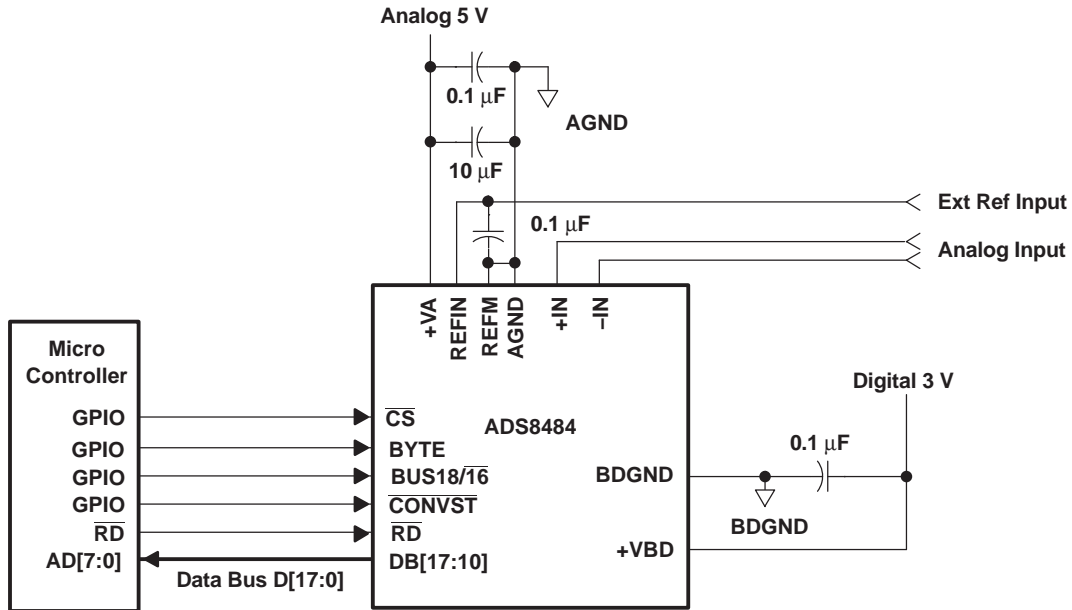 Analog 5 V
0.1 μF
AGND
10 μF
Ext Ref Input
0.1 μF
Analog Input
+VA
REFIN
REFM
AGND
+IN
−IN
Micro
Controller
Digital 3 V
GPIO
CS
ADS8484
GPIO
BYTE
0.1 μF
GPIO
BUS18/16
BDGND
GPIO
CONVST
BDGND
RD
RD
+VBD
AD[7:0]
DB[17:10]
Data Bus D[17:0]